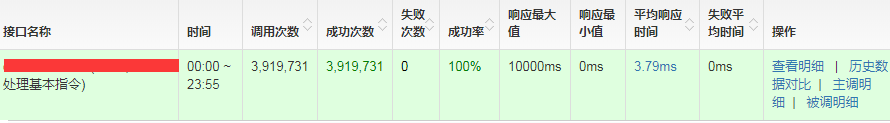 接口名称 时间 调用次数 成功次数 失败次数 成功率 响应最大值 响应最小值 平均响应时间 失败平均时间 操作
处理基本指令) 00:00 ~ 23:55 3,919,731 3,919,731 0 100% 10000ms 0ms 3.79ms 0ms 查看明细 | 历史数据对比 | 主调明细 | 被调明细